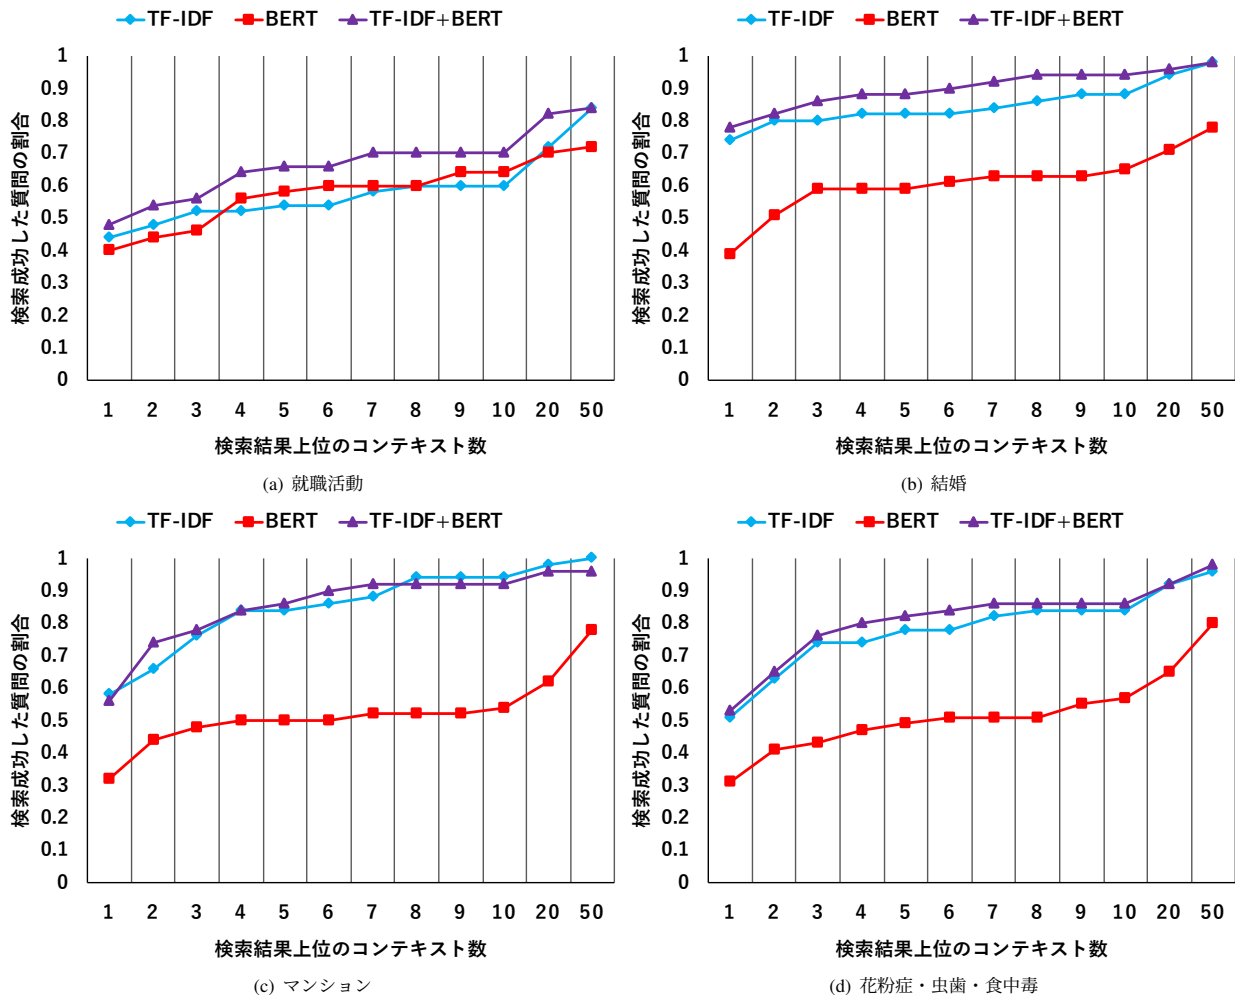 TF-IDF BERT TF-IDF+BERT
検索成功した質問の割合
1
0.9
0.8
0.7
0.6
0.5
0.4
0.3
0.2
0.1
0
1 2 3 4 5 6 7 8 9 10 20 50
検索結果上位のコンテキスト数
(a) 就職活動
TF-IDF BERT TF-IDF+BERT
検索成功した質問の割合
1
0.9
0.8
0.7
0.6
0.5
0.4
0.3
0.2
0.1
0
1 2 3 4 5 6 7 8 9 10 20 50
検索結果上位のコンテキスト数
(b) 結婚
TF-IDF BERT TF-IDF+BERT
検索成功した質問の割合
1
0.9
0.8
0.7
0.6
0.5
0.4
0.3
0.2
0.1
0
1 2 3 4 5 6 7 8 9 10 20 50
検索結果上位のコンテキスト数
(c) マンション
TF-IDF BERT TF-IDF+BERT
検索成功した質問の割合
1
0.9
0.8
0.7
0.6
0.5
0.4
0.3
0.2
0.1
0
1 2 3 4 5 6 7 8 9 10 20 50
検索結果上位のコンテキスト数
(d) 花粉症・虫歯・食中毒